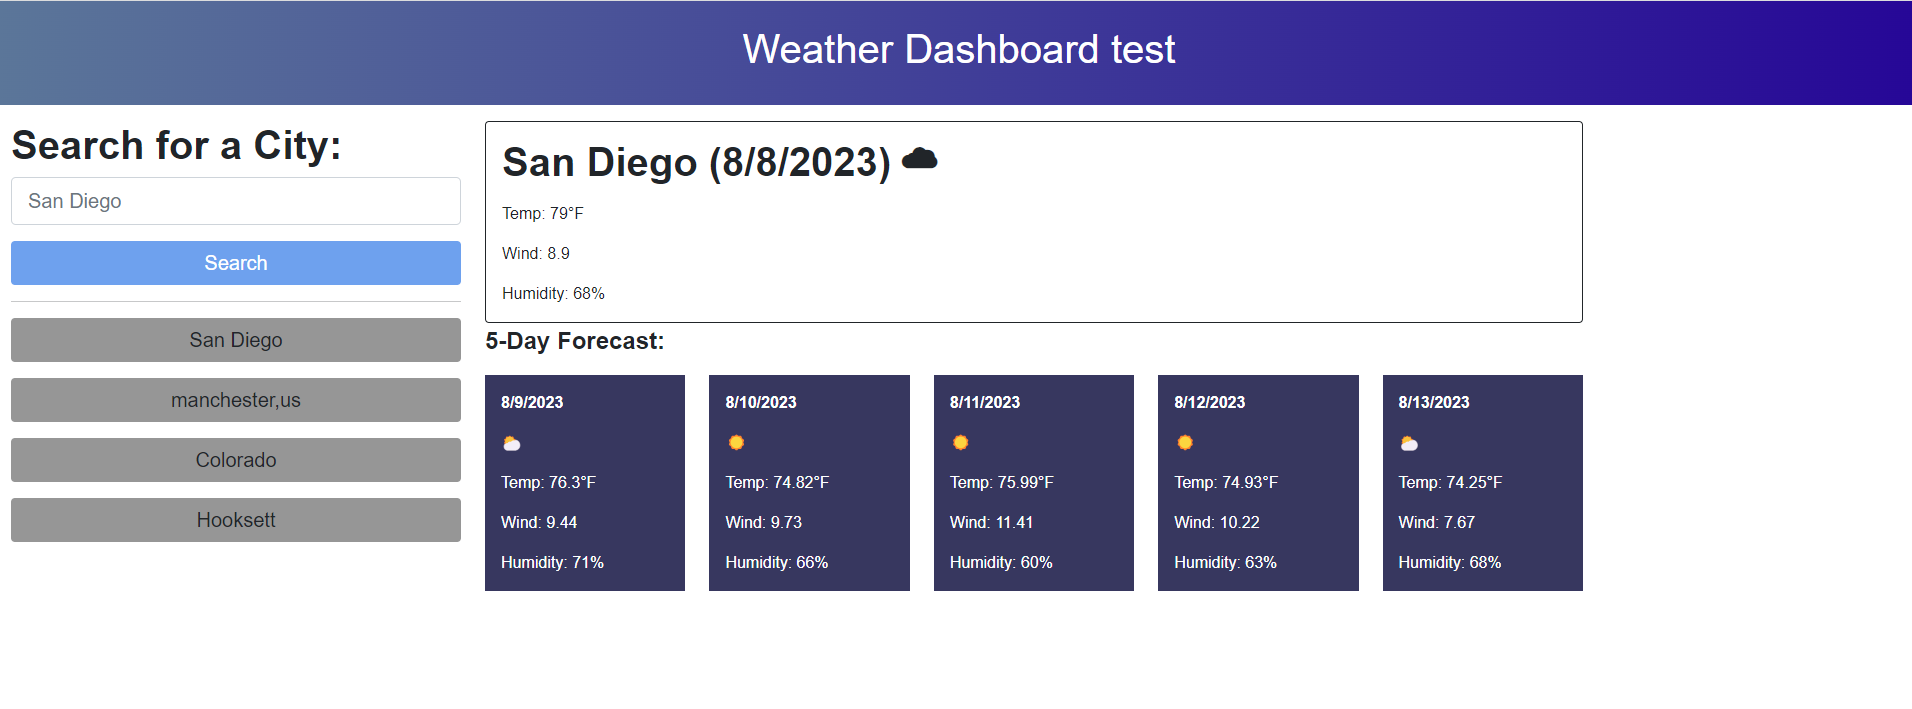 Weather Dashboard test
Search for a City:
San Diego
Search
San Diego
manchester,us
Colorado
Hooksett
San Diego (8/8/2023)
Temp: 79°F
Wind: 8.9
Humidity: 68%
5-Day Forecast:
8/9/2023
Temp: 76.3°F
Wind: 9.44
Humidity: 71%
8/10/2023
Temp: 74.82°F
Wind: 9.73
Humidity: 66%
8/11/2023
Temp: 75.99°F
Wind: 11.41
Humidity: 60%
8/12/2023
Temp: 74.93°F
Wind: 10.22
Humidity: 63%
8/13/2023
Temp: 74.25°F
Wind: 7.67
Humidity: 68%